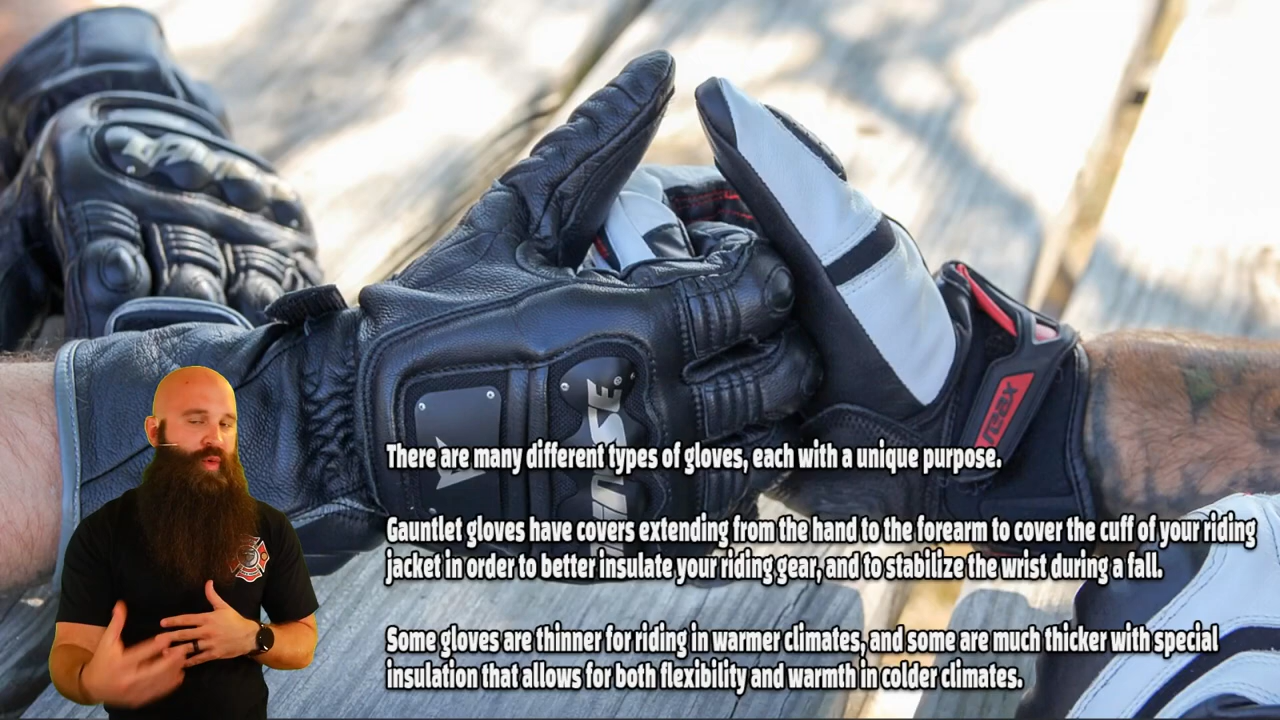 There are many different types of gloves, each with a unique purpose.
Gauntlet gloves have covers extending from the hand to the forearm to cover the cuff of your riding
jacket in order to better insulate your riding gear, and to stabilize the wrist during a fall.
Some gloves are thinner for riding in warmer climates, and some are much thicker with special
insulation that allows for both flexibility and warmth in colder climates.